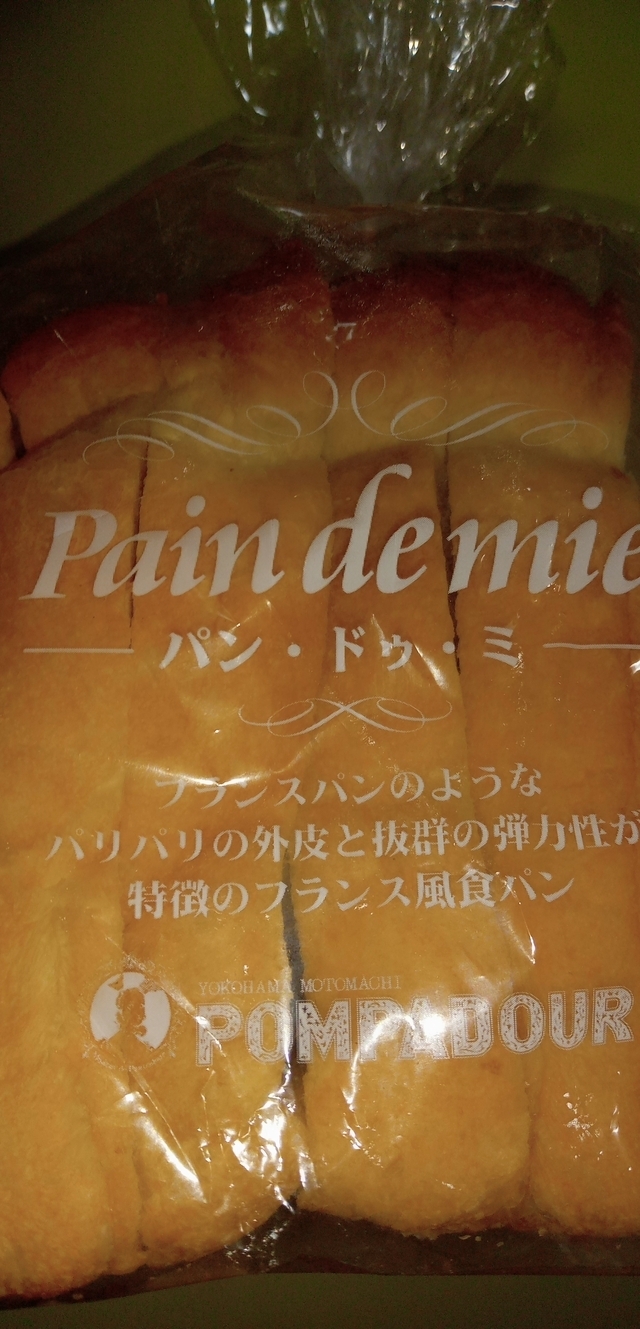 Pain de mie
パン・ドゥ・ミ
フランスパンのような
パリパリの外皮と抜群の弾力性が
特徴のフランス風食パン
YOKOHAMA MOTOMACHI
POMPADOUR